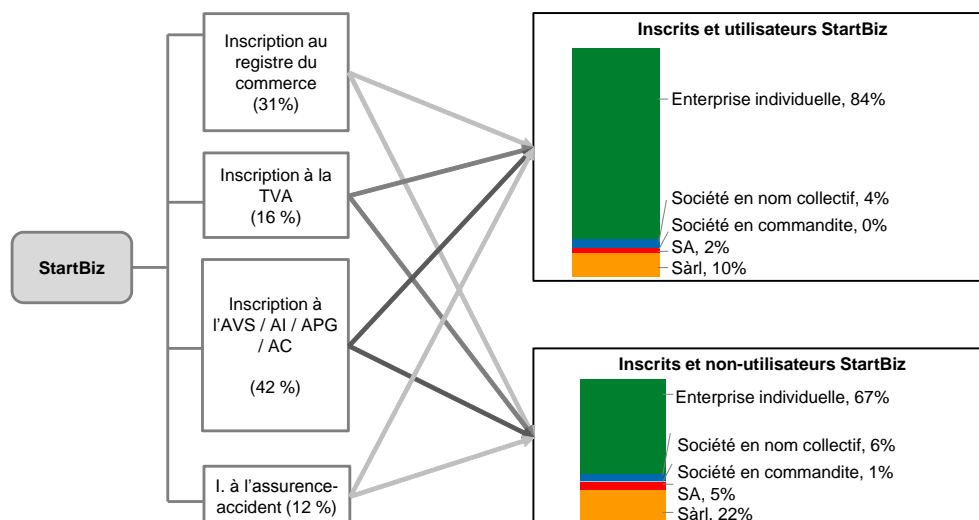 StartBiz
Inscription au
registre du
commerce
(31%)
Inscription à la
TVA
(16 %)
Inscription à
l'AVS / AI / APG
/ AC
(42 %)
I. à l'assurence-
accident (12 %)
Inscrits et utilisateurs StartBiz
Enterprise individuelle, 84%
Société en nom collectif, 4%
Société en commandite, 0%
SA, 2%
Sàrl, 10%
Inscrits et non-utilisateurs StartBiz
Enterprise individuelle, 67%
Société en nom collectif, 6%
Société en commandite, 1%
SA, 5%
Sàrl, 22%